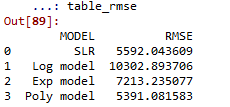 ...: table_rmse
Out[89]:
MODEL RMSE
0 SLR 5592.043609
1 Log model 10302.893706
2 Exp model 7213.235077
3 Poly model 5391.081583